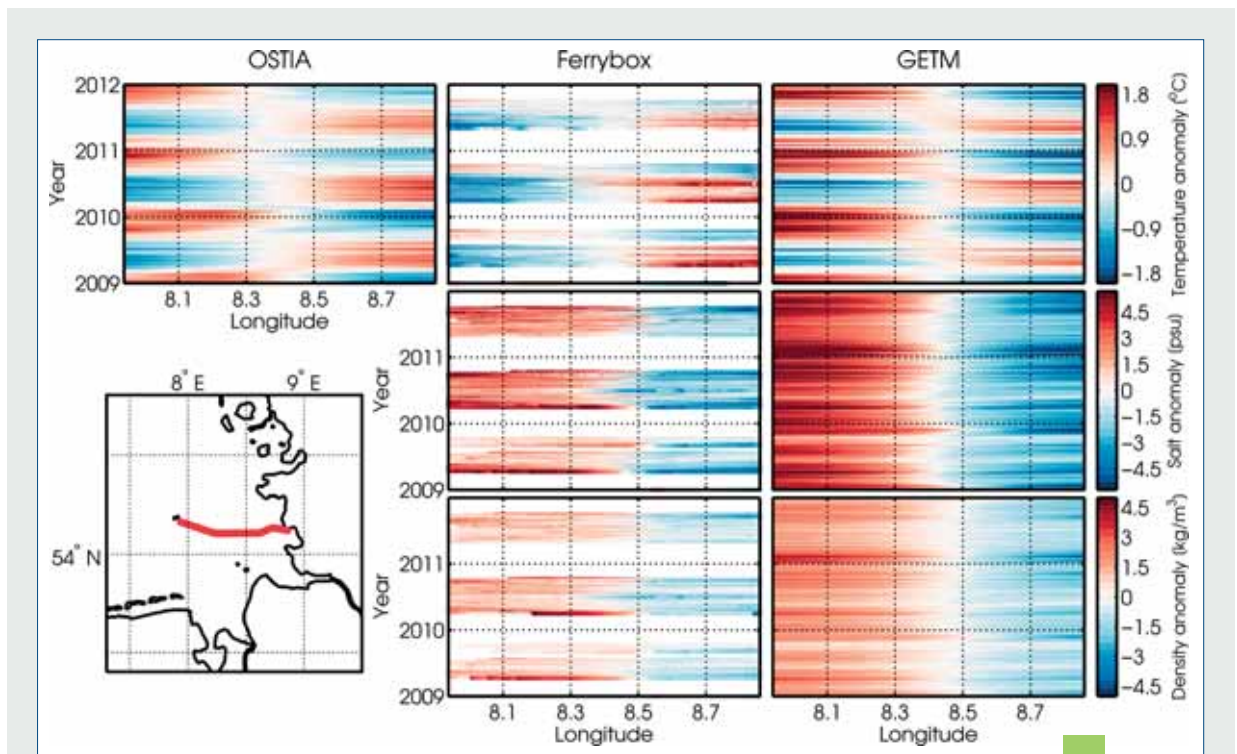 OSTIA Ferrybox GETM
2012
2011
2010
2009
Year
8.1 8.3 8.5 8.7
Longitude
1.8
0.9
0
−0.9
−1.8
Temperature anomaly (°C)
2011
2010
2009
Year
4.5
3
1.5
0
−1.5
−3
−4.5
Salt anomaly (psu)
8° E 9° E
54° N
2011
2010
2009
Year
8.1 8.3 8.5 8.7
Longitude
8.1 8.3 8.5 8.7
Longitude
4.5
3
1.5
0
−1.5
−3
−4.5
Density anomaly (kg/m³)